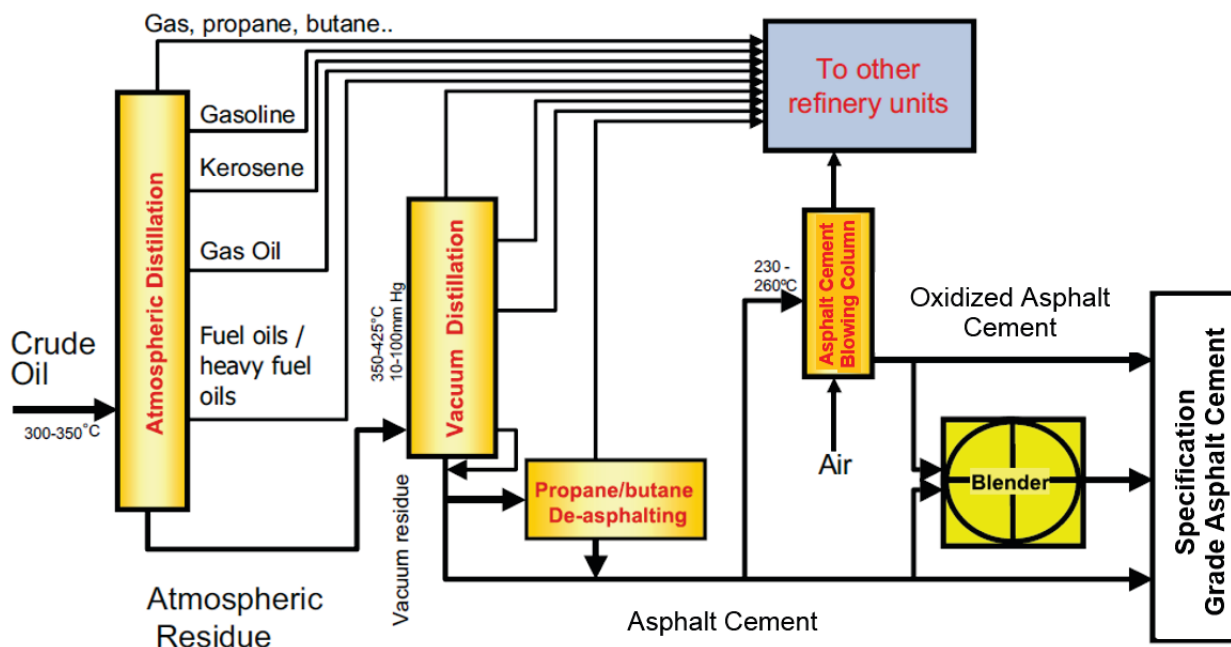 Gas, propane, butane..
To other
refinery units
Gasoline
Kerosene
Gas Oil
Fuel oils /
heavy fuel
oils
Atmospheric Distillation
Crude
Oil
300-350°C
Atmospheric
Residue
Vacuum Distillation
350-425°C
10-100mm Hg
Vacuum residue
Propane/butane
De-asphalting
230 -
260ºC
Asphalt Cement
Blowing Column
Air
Oxidized Asphalt
Cement
Blender
Asphalt Cement
Specification
Grade Asphalt Cement